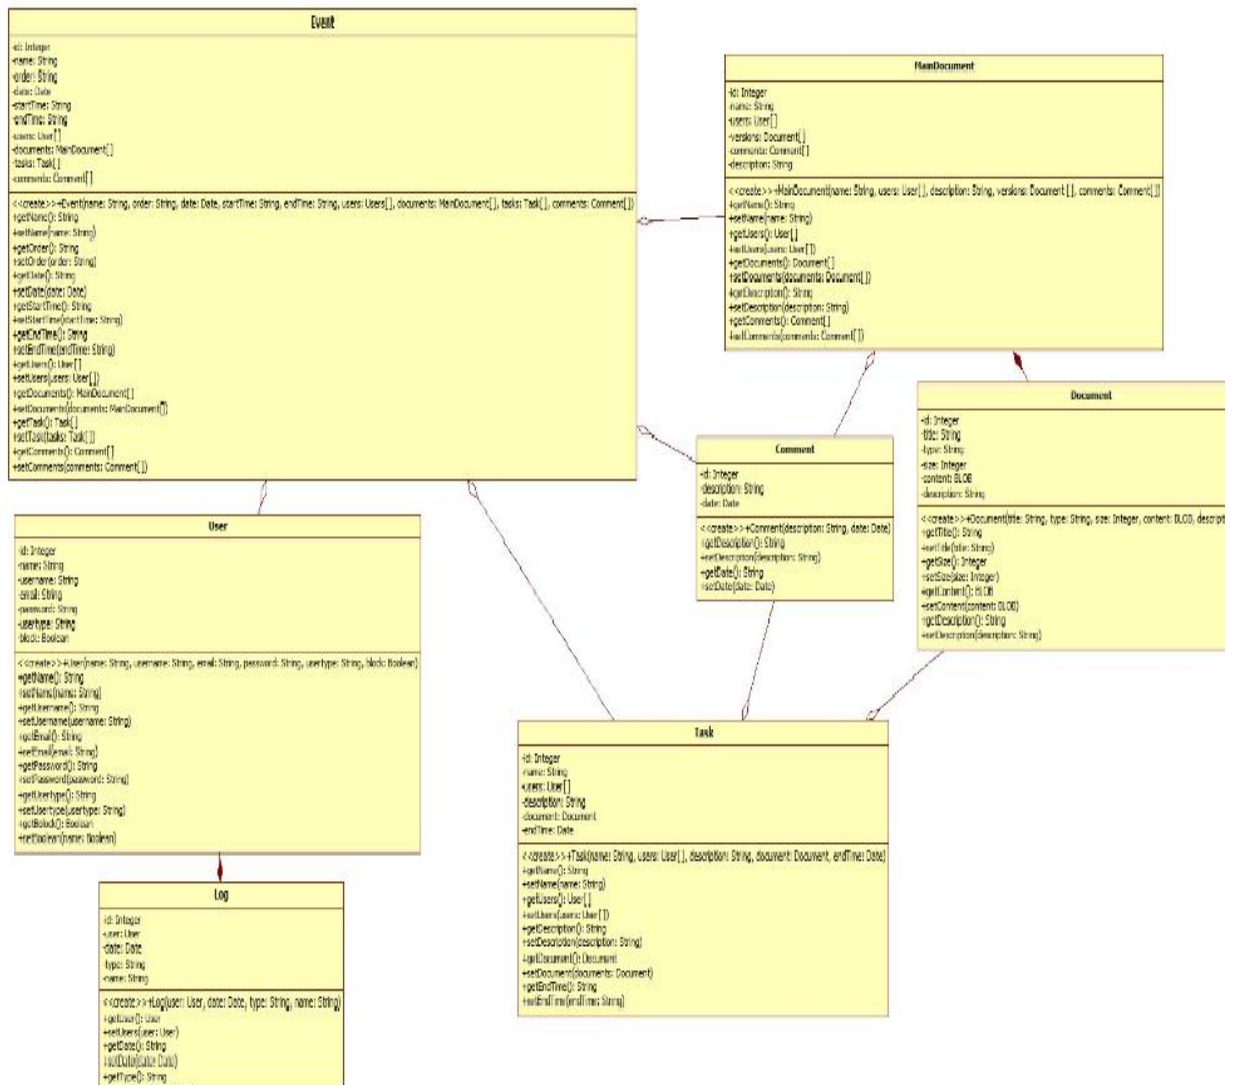 Event
-id: Integer
-name: String
-order: String
-date: Date
-startTime: String
-endTime: String
-users: User[]
-documents: MainDocument[]
-tasks: Task[]
-comments: Comment[]
<<create>>+Event(name: String, order: String, date: Date, startTime: String, endTime: String, users: Users[], documents: MainDocument[], tasks: Task[], comments: Comment[])
+getName(): String
+setName(name: String)
+getOrder(): String
+setOrder(order: String)
+getDate(): String
+setDate(date: Date)
+getStartTime(): String
+setStartTime(startTime: String)
+getEndTime(): String
+setEndTime(endTime: String)
+getUsers(): User[]
+setUsers(users: User[])
+getDocuments(): MainDocument[]
+setDocuments(documents: MainDocument[])
+getTask(): Task[]
+setTask(tasks: Task[])
+getComments(): Comment[]
+setComments(comments: Comment[])
MainDocument
-id: Integer
-name: String
-users: User[]
-versions: Document[]
-comments: Comment[]
-description: String
<<create>>+MainDocument(name: String, users: User[], description: String, versions: Document [], comments: Comment[])
+getName(): String
+setName(name: String)
+getUsers(): User[]
+setUsers(users: User[])
+getDocuments(): Document[]
+setDocuments(documents: Document[])
+getDescription(): String
+setDescription(description: String)
+getComments(): Comment[]
+setComments(comments: Comment[])
Comment
-id: Integer
-description: String
-date: Date
<<create>>+Comment(description: String, date: Date)
+getDescription(): String
+setDescription(description: String)
+getDate(): String
+setDate(date: Date)
Document
-id: Integer
-title: String
-type: String
-size: Integer
-content: BLOB
-description: String
<<create>>+Document(title: String, type: String, size: Integer, content: BLOB, descript
+getTitle(): String
+setTitle(title: String)
+getSize(): Integer
+setSize(size: Integer)
+getContent(): BLOB
+setContent(content: BLOB)
+getDescription(): String
+setDescription(description: String)
User
-id: Integer
-name: String
-username: String
-email: String
-password: String
-usertype: String
-block: Boolean
<<create>>+User(name: String, username: String, email: String, password: String, usertype: String, block: Boolean)
+getName(): String
+setName(name: String)
+getUsername(): String
+setUsername(username: String)
+getEmail(): String
+setEmail(email: String)
+getPassword(): String
+setPassword(password: String)
+getUsertype(): String
+setUsertype(usertype: String)
+getBolock(): Boolean
+setBoolean(name: Boolean)
Task
-id: Integer
-name: String
-users: User[]
-description: String
-document: Document
-endTime: Date
<<create>>+Task(name: String, users: User[], description: String, document: Document, endTime: Date)
+getName(): String
+setName(name: String)
+getUsers(): User[]
+setUsers(users: User[])
+getDescription(): String
+setDescription(description: String)
+getDocument(): Document
+setDocument(documents: Document)
+getEndTime(): String
+setEndTime(endTime: String)
Log
-id: Integer
-user: User
-date: Date
-type: String
-name: String
<<create>>+Log(user: User, date: Date, type: String, name: String)
+getUser(): User
+setUsers(user: User)
+getDate(): String
+setDate(date: Date)
+getType(): String